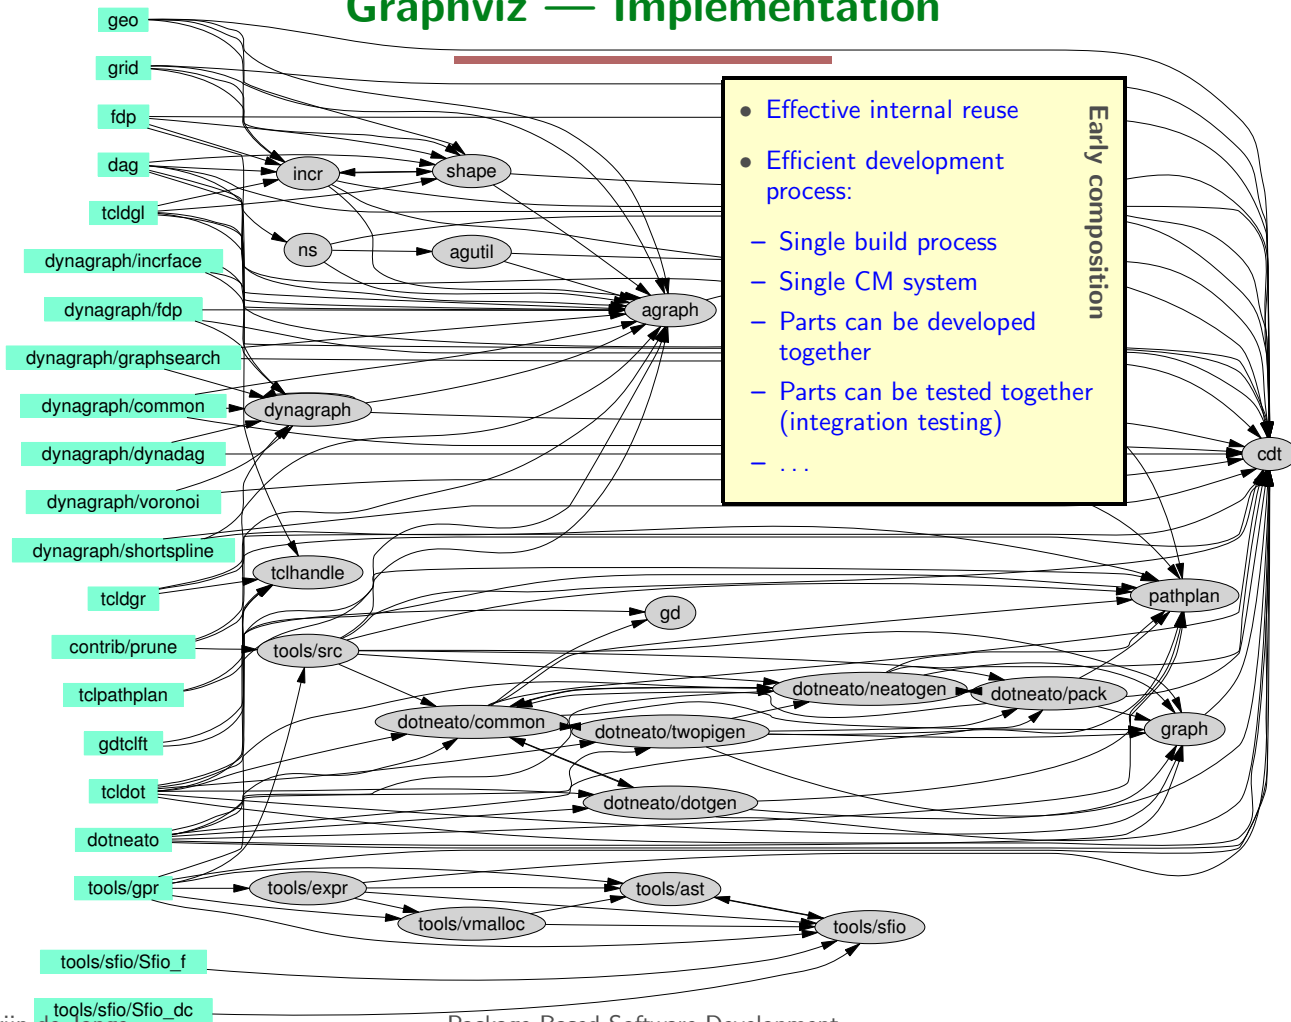 Graphviz — Implementation
geo
grid
fdp
dag
tcldgl
dynagraph/incrface
dynagraph/fdp
dynagraph/graphsearch
dynagraph/common
dynagraph/dynadag
dynagraph/voronoi
dynagraph/shortspline
tcldgr
contrib/prune
tclpathplan
gdtclft
tcldot
dotneato
tools/gpr
tools/sfio/Sfio_f
tools/sfio/Sfio_dc
incr
shape
ns
agutil
agraph
dynagraph
tclhandle
gd
tools/src
dotneato/common
dotneato/twopigen
dotneato/neatogen
dotneato/pack
dotneato/dotgen
pathplan
graph
cdt
tools/expr
tools/vmalloc
tools/ast
tools/sfio
• Effective internal reuse
• Efficient development
process:
– Single build process
– Single CM system
– Parts can be developed
together
– Parts can be tested together
(integration testing)
– ...
Early composition
Package Based Software Development